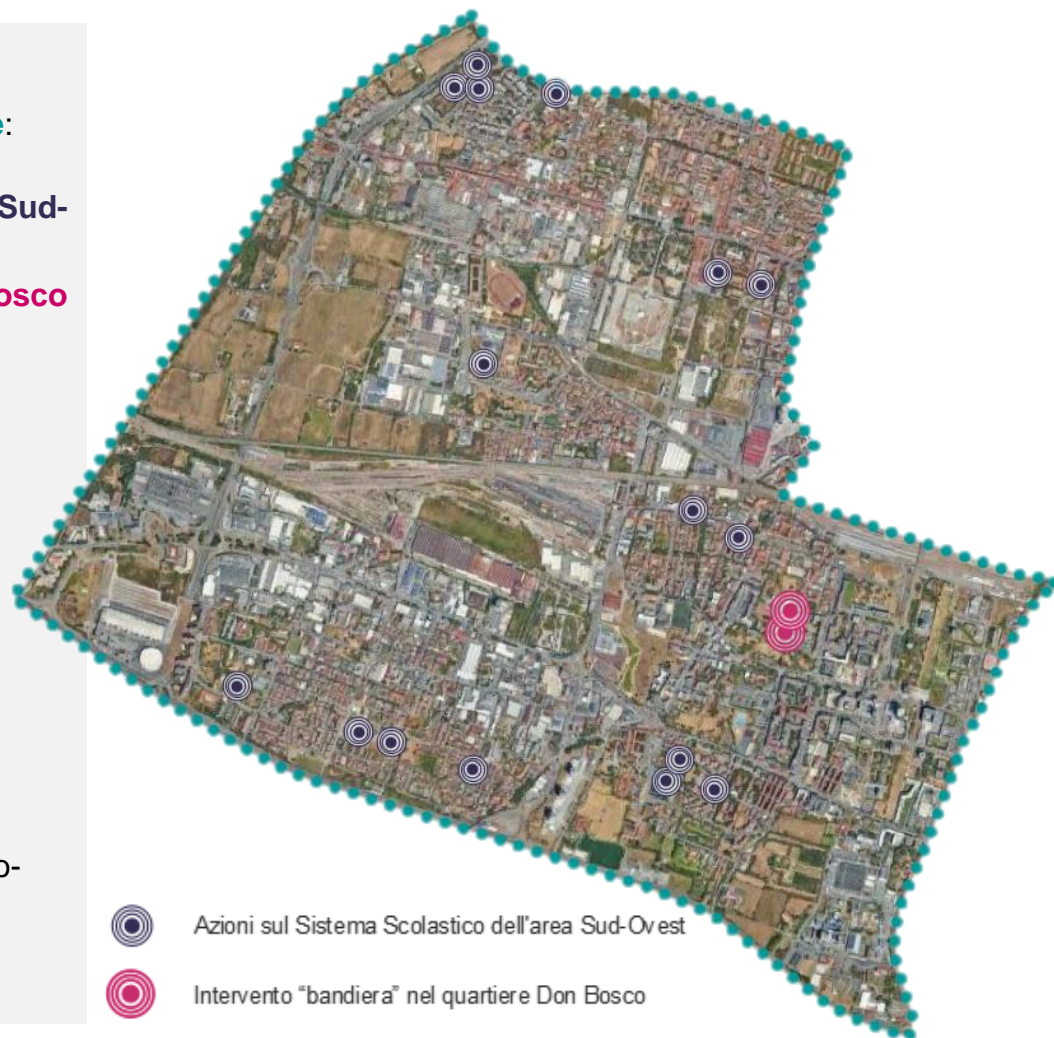 e:
Sud-
osco
o-
Azioni sul Sistema Scolastico dell'area Sud-Ovest
Intervento “bandiera” nel quartiere Don Bosco